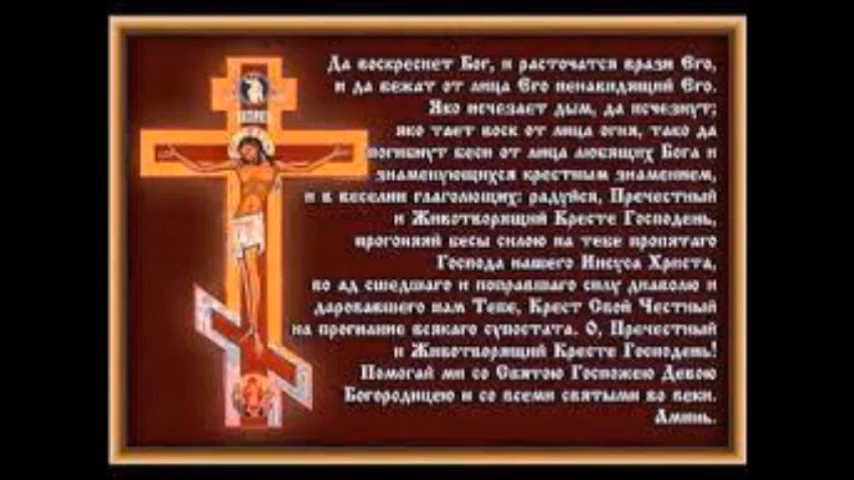 Да воскреснет Бог, и расточатся врази Его,
и да бежат от лица Его ненавидящий Его.
Яко исчезает дым, да исчезнут;
яко тает воск от лица огня, тако да
погибнут беси от лица любящих Бога и
знаменующихся крестным знамением,
и в веселии глаголющих: радуйся, Пречестный
и Животворящий Кресте Господень,
прогоняяй бесы силою на тебе пропятаго
Господа нашего Иисуса Христа,
во ад сшедшаго и поправшаго силу диаволю и
даровавшего нам Тебе, Крест Свой Честный
на прогнание всякаго супостата. О, Пречестный
и Животворящий Кресте Господень!
Помогай ми со Святою Госпожею Девою
Богородицею и со всеми святыми во веки.
Аминь.